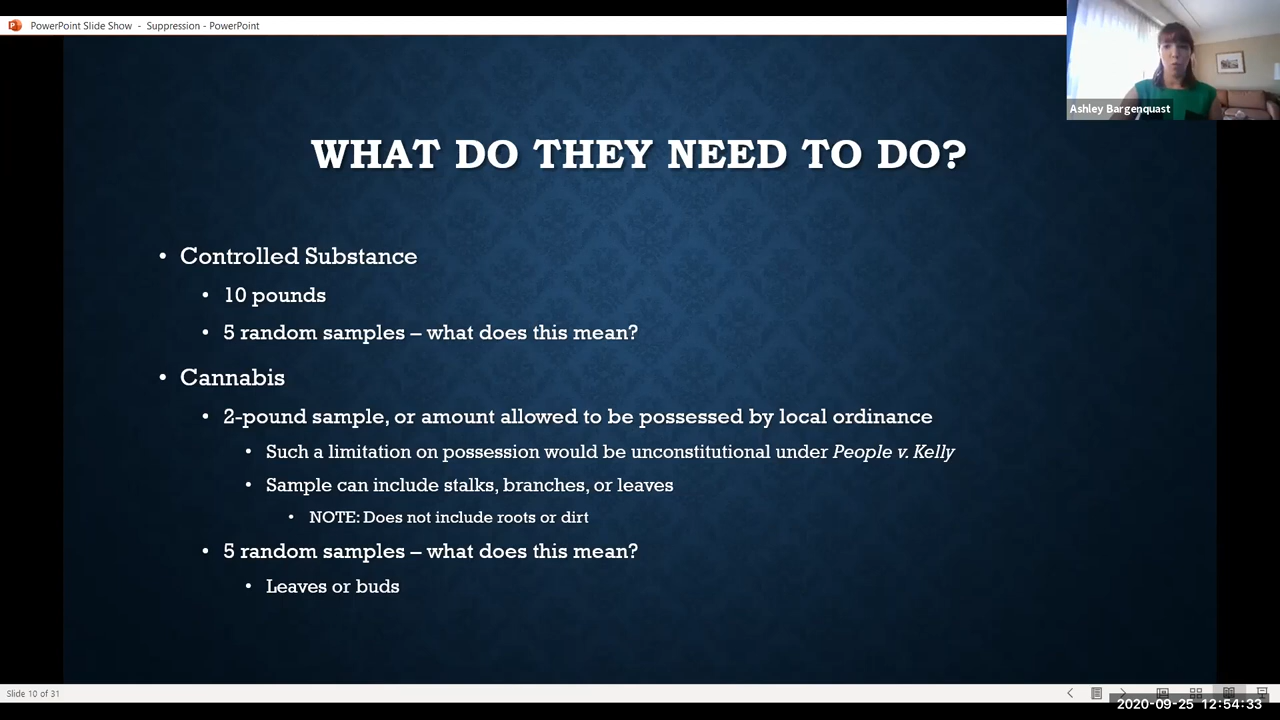 PowerPoint Slide Show - Suppression - PowerPoint
Ashley Bargenquast
WHAT DO THEY NEED TO DO?
• Controlled Substance
• 10 pounds
• 5 random samples – what does this mean?
• Cannabis
• 2-pound sample, or amount allowed to be possessed by local ordinance
• Such a limitation on possession would be unconstitutional under People v. Kelly
• Sample can include stalks, branches, or leaves
• NOTE: Does not include roots or dirt
• 5 random samples – what does this mean?
• Leaves or buds
Slide 10 of 31
2020-09-25 12:54:33